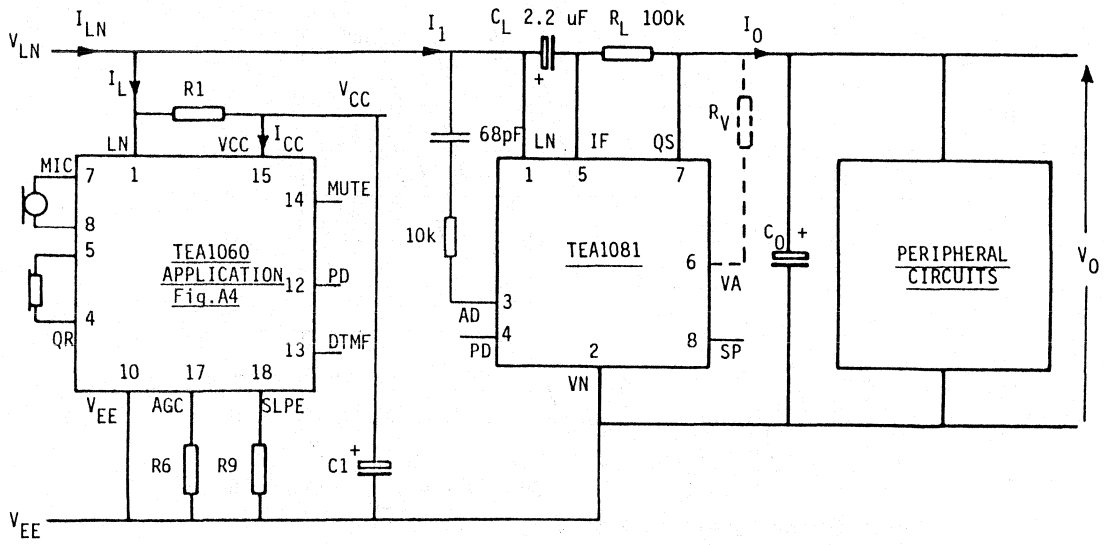 I_LN I_1 C_L 2.2 uF R_L 100k I_O
V_LN
I_L R1 V_CC
I_CC
68pF
R_V
LN VCC LN IF QS
MIC 1 15 1 5 7
7 14 MUTE
8
5
10k
C_O +
TEA1060
APPLICATION
Fig.A4
12 PD
TEA1081
6
VA
PERIPHERAL
CIRCUITS
V_O
4
QR
3
AD
4
PD
13 DTMF
8
SP
2
VN
10 17 18
V_EE AGC SLPE
R6 R9 C1 +
V_EE
+